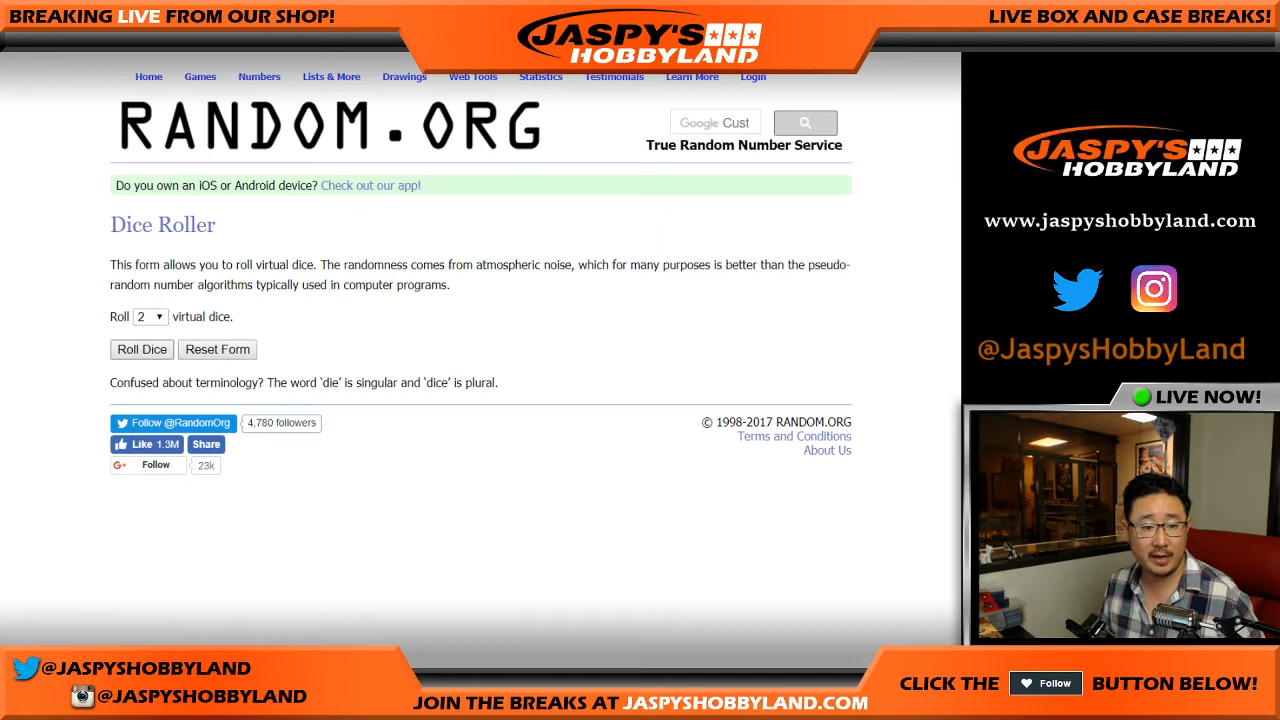 BREAKING LIVE FROM OUR SHOP!
JASPY'S
HOBBYLAND
LIVE BOX AND CASE BREAKS!
Home Games Numbers Lists & More Drawings Web Tools Statistics Testimonials Learn More Login
RANDOM.ORG
Google Cust
True Random Number Service
Do you own an iOS or Android device? Check out our app!
Dice Roller
This form allows you to roll virtual dice. The randomness comes from atmospheric noise, which for many purposes is better than the pseudo-
random number algorithms typically used in computer programs.
Roll 2 virtual dice.
Roll Dice Reset Form
Confused about terminology? The word ‘die’ is singular and ‘dice’ is plural.
Follow @RandomOrg 4,780 followers
Like 1.3M Share
G+ Follow 23k
© 1998-2017 RANDOM.ORG
Terms and Conditions
About Us
JASPY'S
HOBBYLAND
www.jaspyshobbyland.com
@JaspysHobbyLand
LIVE NOW!
@JASPYSHOBBYLAND
@JASPYSHOBBYLAND
JOIN THE BREAKS AT JASPYSHOBBYLAND.COM
CLICK THE Follow BUTTON BELOW!